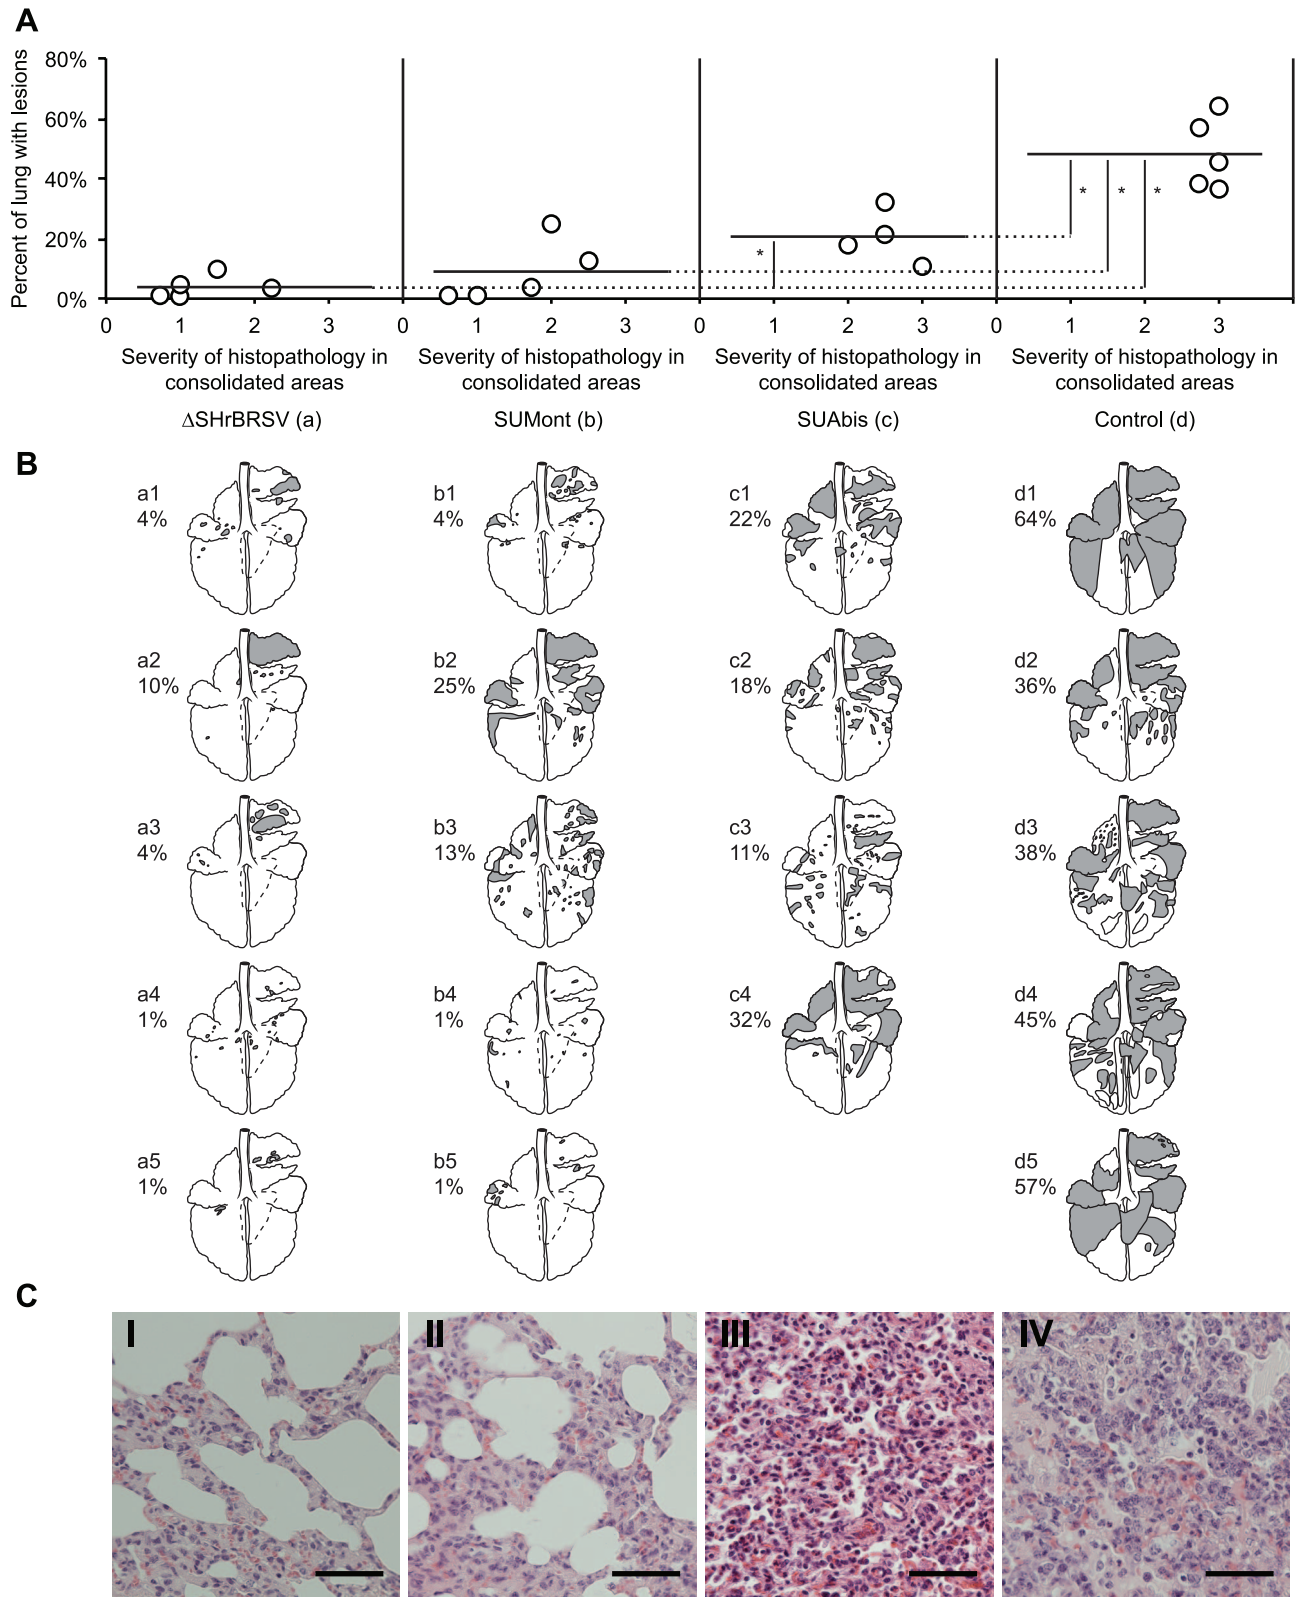 A
Percent of lung with lesions
80%
60%
40%
20%
0%
* * * *
0 1 2 3 0 1 2 3 0 1 2 3 0 1 2 3
Severity of histopathology in
consolidated areas
Severity of histopathology in
consolidated areas
Severity of histopathology in
consolidated areas
Severity of histopathology in
consolidated areas
ΔSHrBRSV (a) SUMont (b) SUAbis (c) Control (d)
B
a1 b1 c1 d1
4% 4% 22% 64%
a2 b2 c2 d2
10% 25% 18% 36%
a3 b3 c3 d3
4% 13% 11% 38%
a4 b4 c4 d4
1% 1% 32% 45%
a5 b5 d5
1% 1% 57%
C
I II III IV